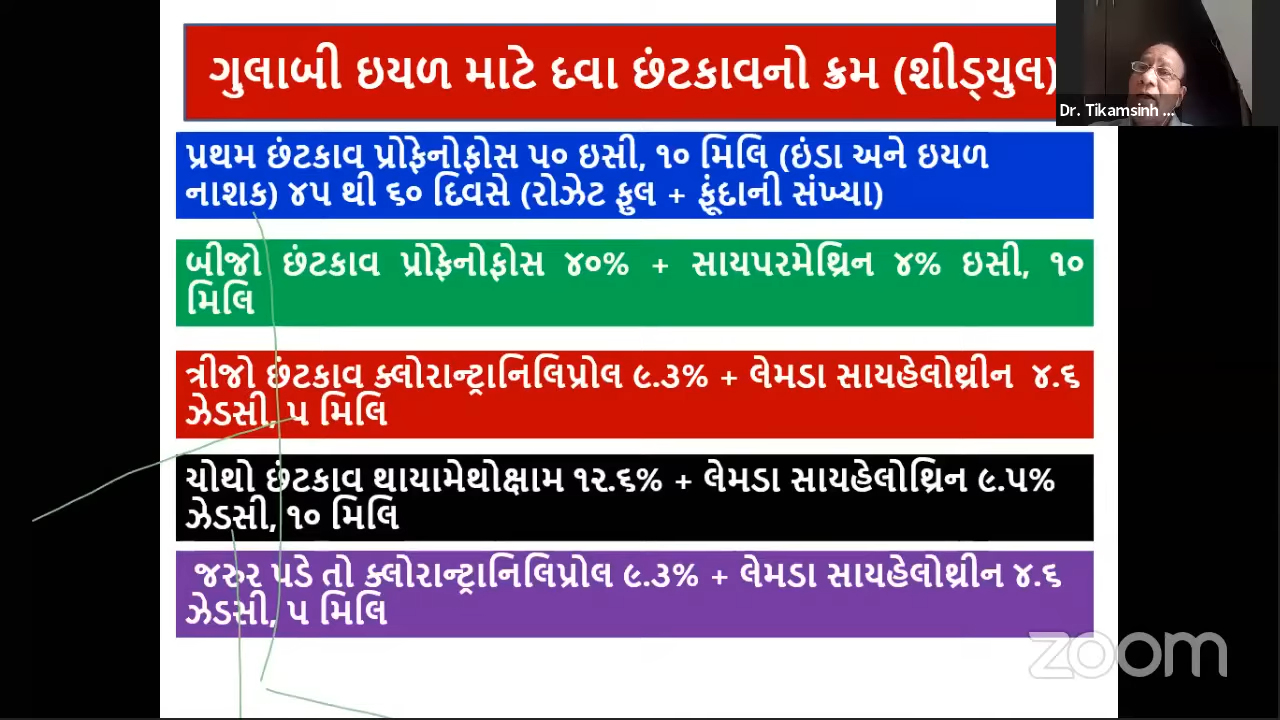 ગુલાબી ઇયળ માટે દવા છંટકાવનો ક્રમ (શીડ્યુલ)
Dr. Tikamsinh ...
પ્રથમ છંટકાવ પ્રોફેનોફોસ ૫૦ ઇસી, ૧૦ મિલિ (ઇંડા અને ઇયળ
નાશક) ૪૫ થી ૬૦ દિવસે (રોઝેટ ફુલ + ફૂંદાની સંખ્યા)
બીજો છંટકાવ પ્રોફેનોફોસ ૪૦% + સાયપરમેથ્રિન ૪% ઇસી, ૧૦
મિલિ
ત્રીજો છંટકાવ ક્લોરાન્ટ્રાનિલિપ્રોલ ૯.૩% + લેમડા સાયહેલોથ્રીન ૪.૬
ઝેડસી, ૫ મિલિ
ચોથો છંટકાવ થાયામેથોક્ષામ ૧૨.૬% + લેમડા સાયહેલોથ્રિન ૯.૫%
ઝેડસી, ૧૦ મિલિ
જરુર પડે તો ક્લોરાન્ટ્રાનિલિપ્રોલ ૯.૩% + લેમડા સાયહેલોથ્રીન ૪.૬
ઝેડસી, ૫ મિલિ
zoom